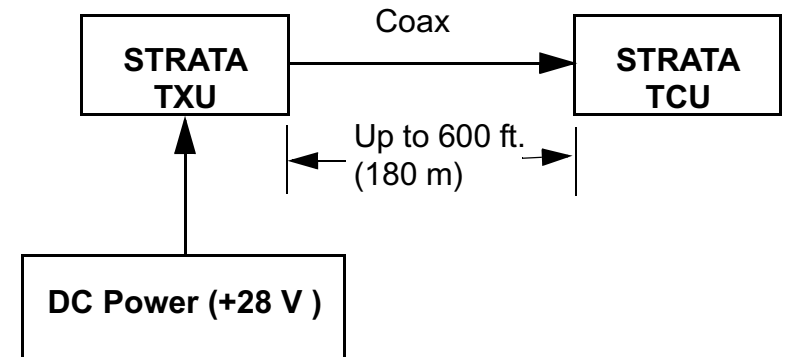 Coax
STRATA
TXU
STRATA
TCU
Up to 600 ft.
(180 m)
DC Power (+28 V )